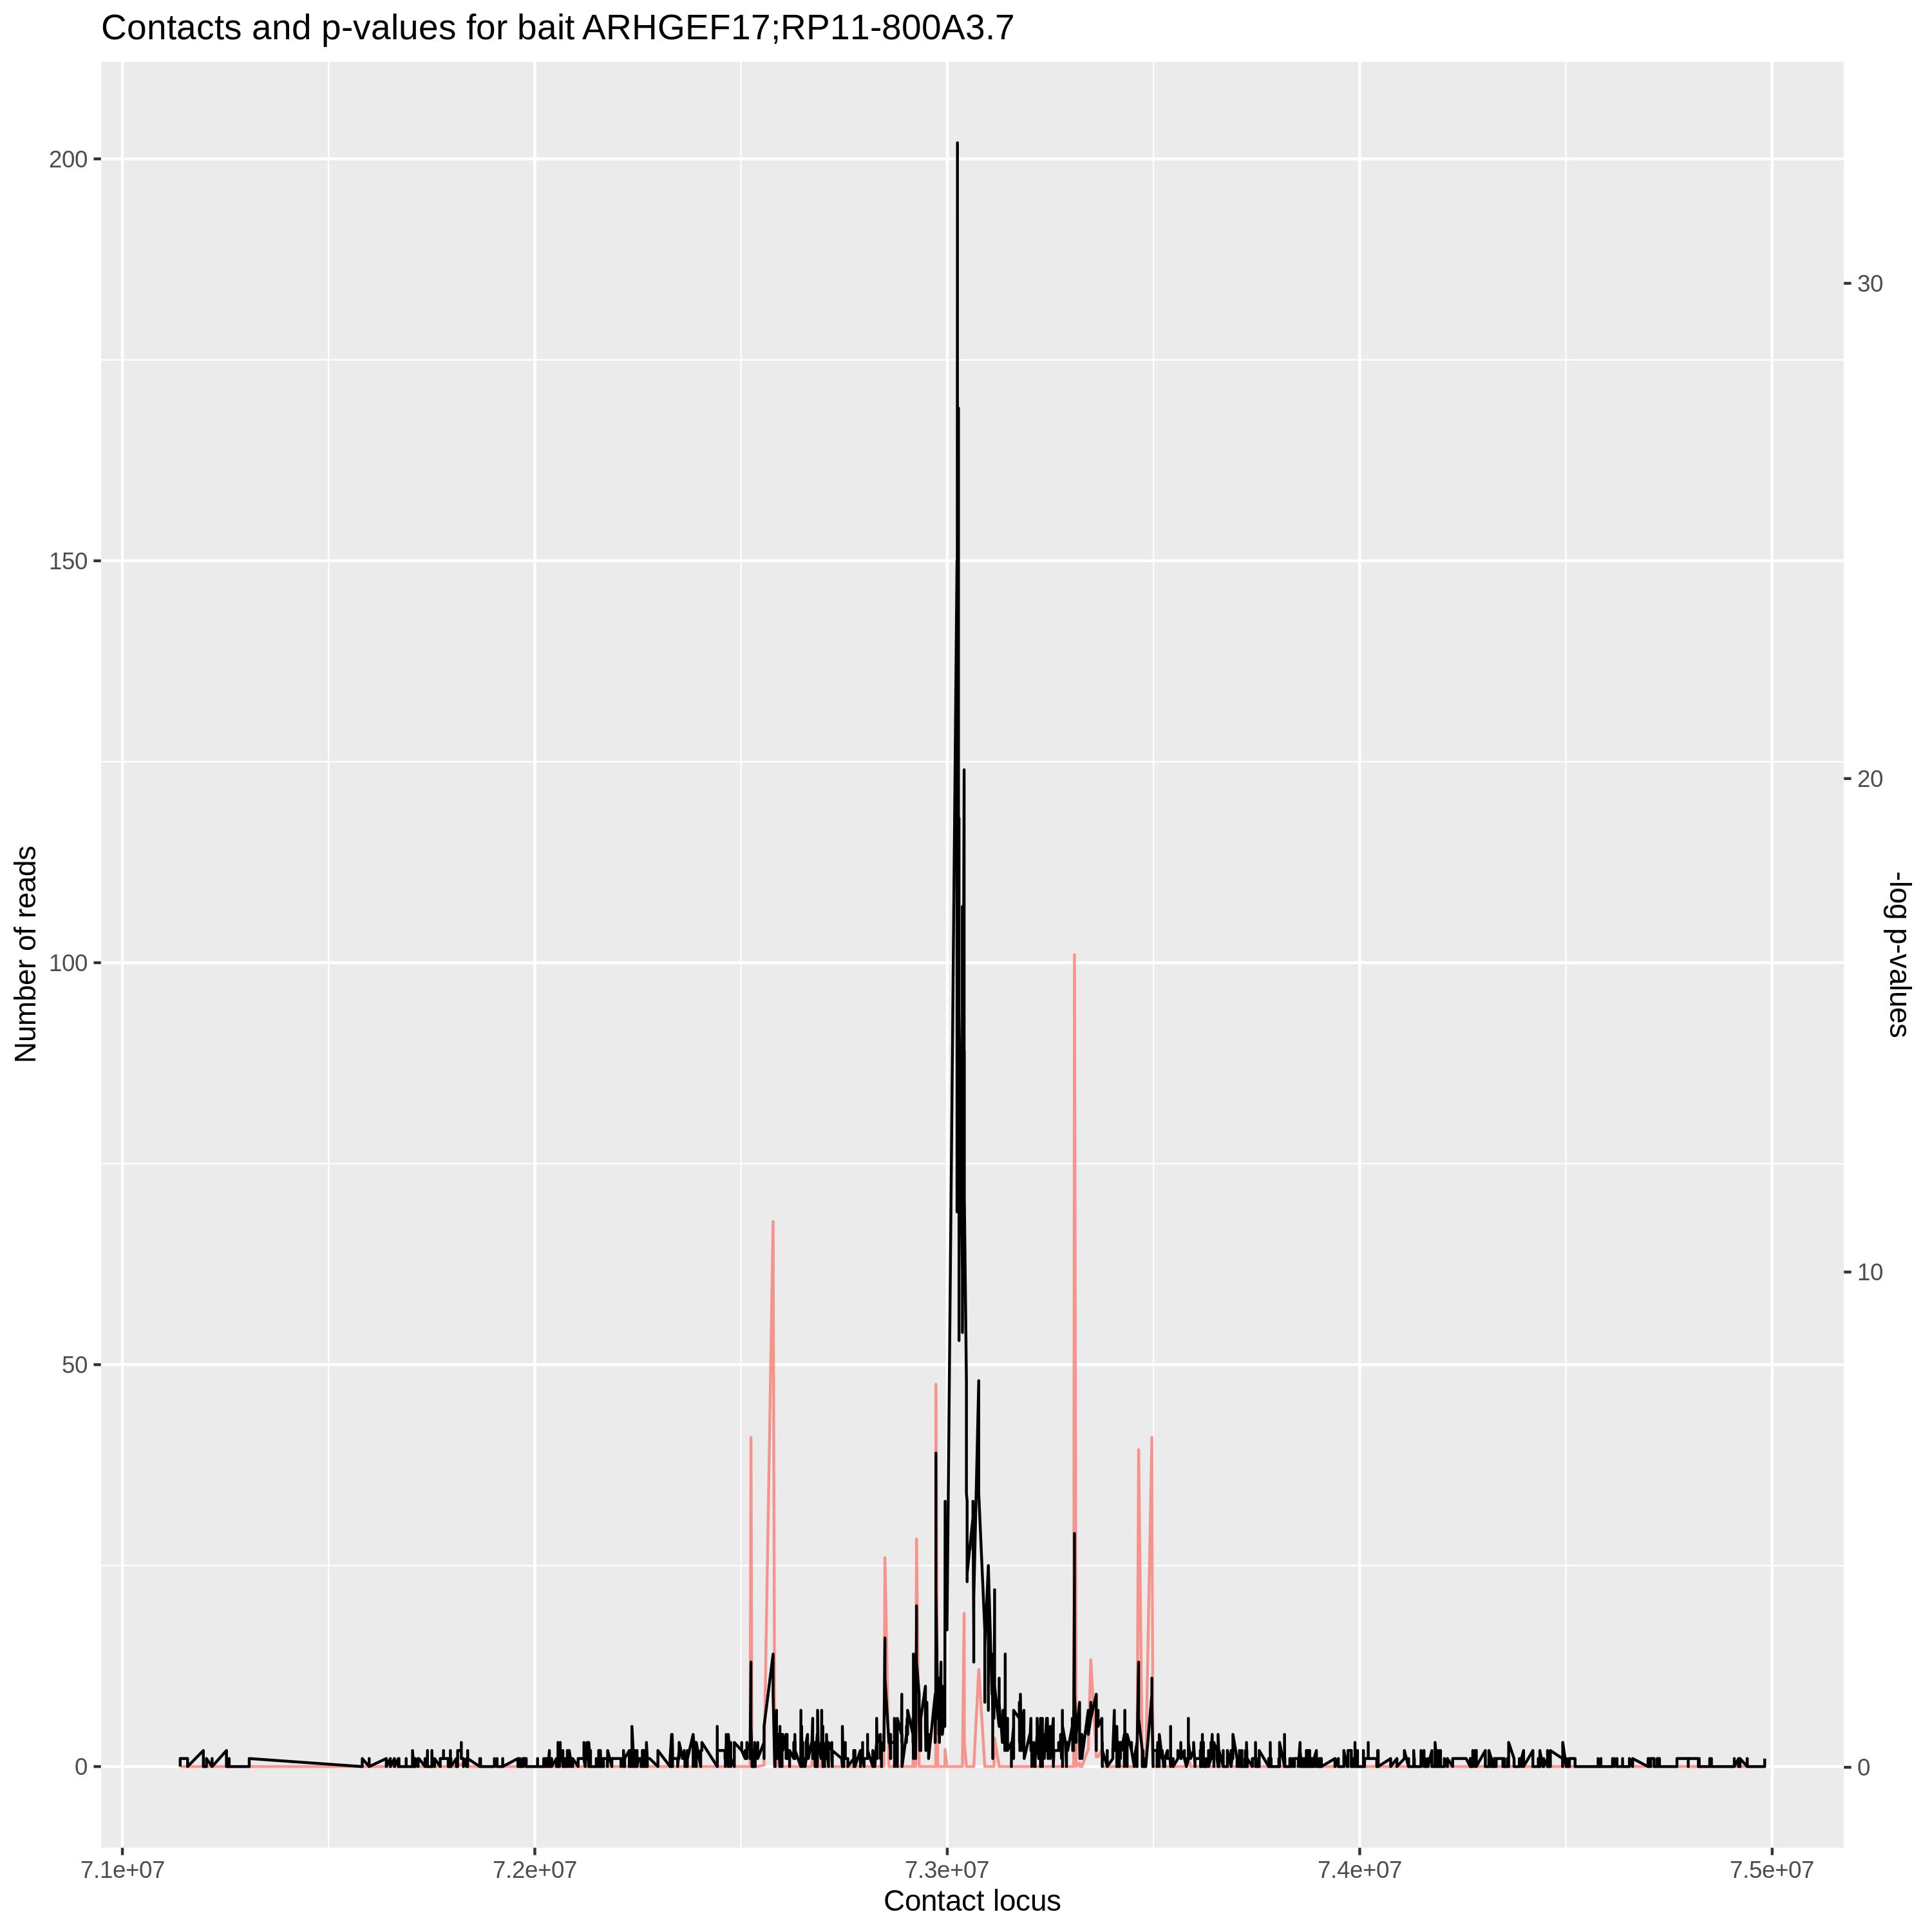 Contacts and p-values for bait ARHGEF17;RP11-800A3.7
200
150
100
50
0
Number of reads
30
20
10
0
-log p-values
7.1e+07
7.2e+07
7.3e+07
7.4e+07
7.5e+07
Contact locus